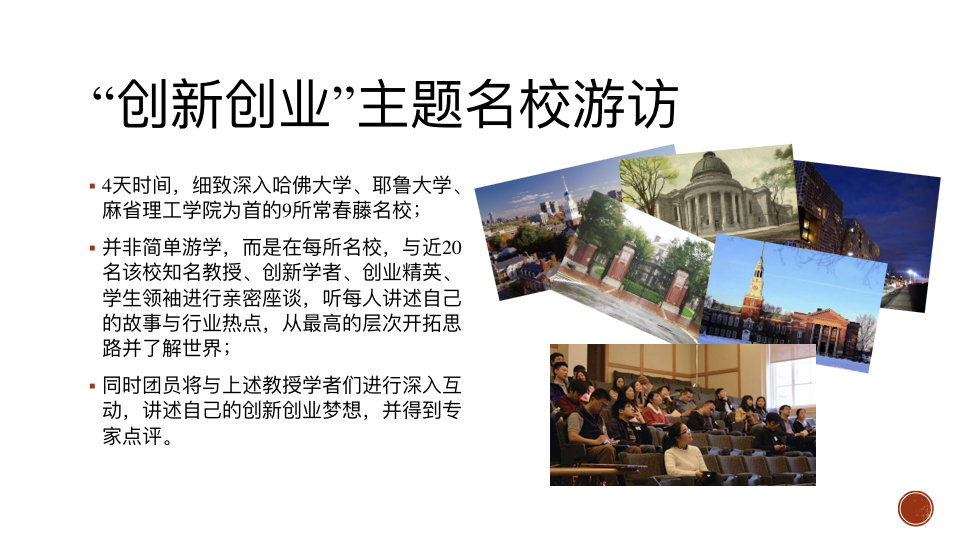 “创新创业”主题名校游访
4天时间，细致深入哈佛大学、耶鲁大学、
麻省理工学院为首的9所常春藤名校；
并非简单游学，而是在每所名校，与近20
名该校知名教授、创新学者、创业精英、
学生领袖进行亲密座谈，听每人讲述自己
的故事与行业热点，从最高的层次开拓思
路并了解世界；
同时团员将与上述教授学者们进行深入互
动，讲述自己的创新创业梦想，并得到专
家点评。